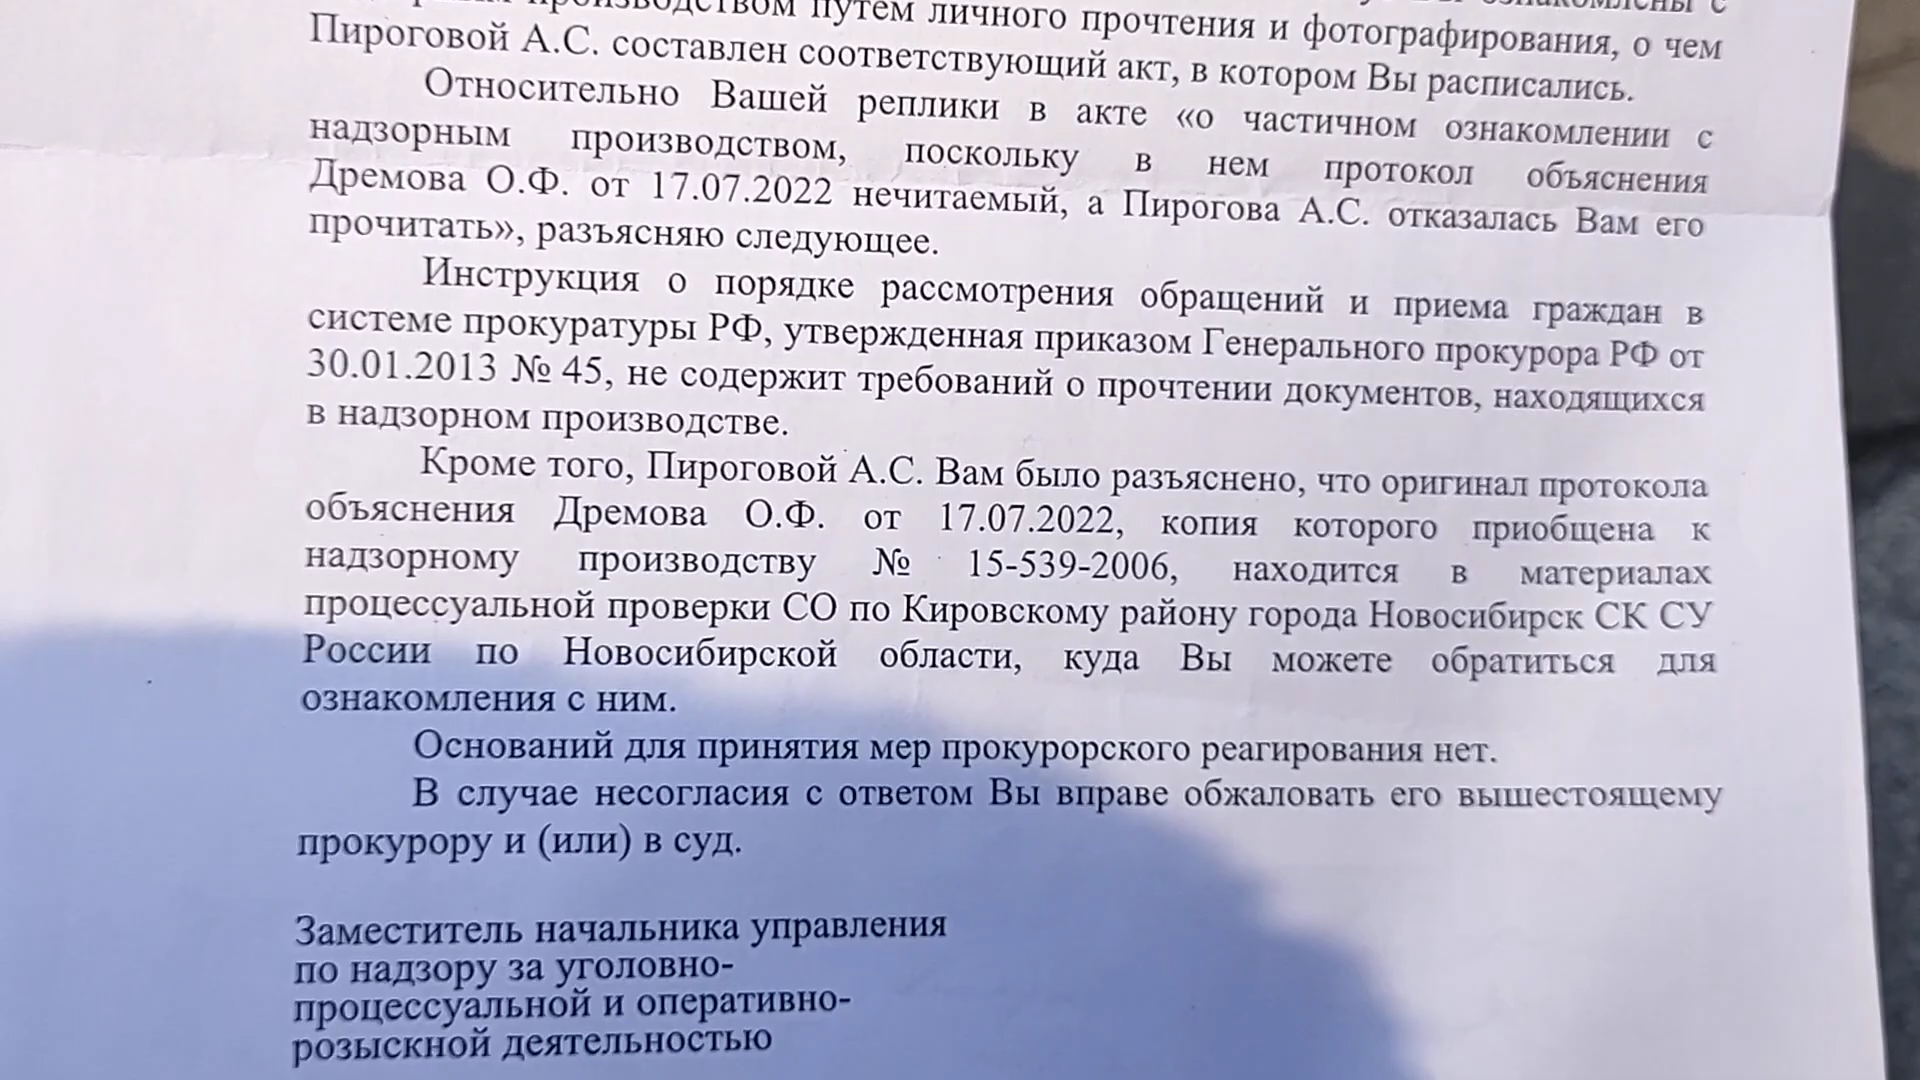 производством путем личного прочтения и фотографирования, о чем
Пироговой А.С. составлен соответствующий акт, в котором Вы расписались.
Относительно Вашей реплики в акте «о частичном ознакомлении с
надзорным производством, поскольку в нем протокол объяснения
Дремова О.Ф. от 17.07.2022 нечитаемый, а Пирогова А.С. отказалась Вам его
прочитать», разъясняю следующее.
Инструкция о порядке рассмотрения обращений и приема граждан в
системе прокуратуры РФ, утвержденная приказом Генерального прокурора РФ от
30.01.2013 № 45, не содержит требований о прочтении документов, находящихся
в надзорном производстве.
Кроме того, Пироговой А.С. Вам было разъяснено, что оригинал протокола
объяснения Дремова О.Ф. от 17.07.2022, копия которого приобщена к
надзорному производству № 15-539-2006, находится в материалах
процессуальной проверки СО по Кировскому району города Новосибирск СК СУ
России по Новосибирской области, куда Вы можете обратиться для
ознакомления с ним.
Оснований для принятия мер прокурорского реагирования нет.
В случае несогласия с ответом Вы вправе обжаловать его вышестоящему
прокурору и (или) в суд.
Заместитель начальника управления
по надзору за уголовно-
процессуальной и оперативно-
розыскной деятельностью